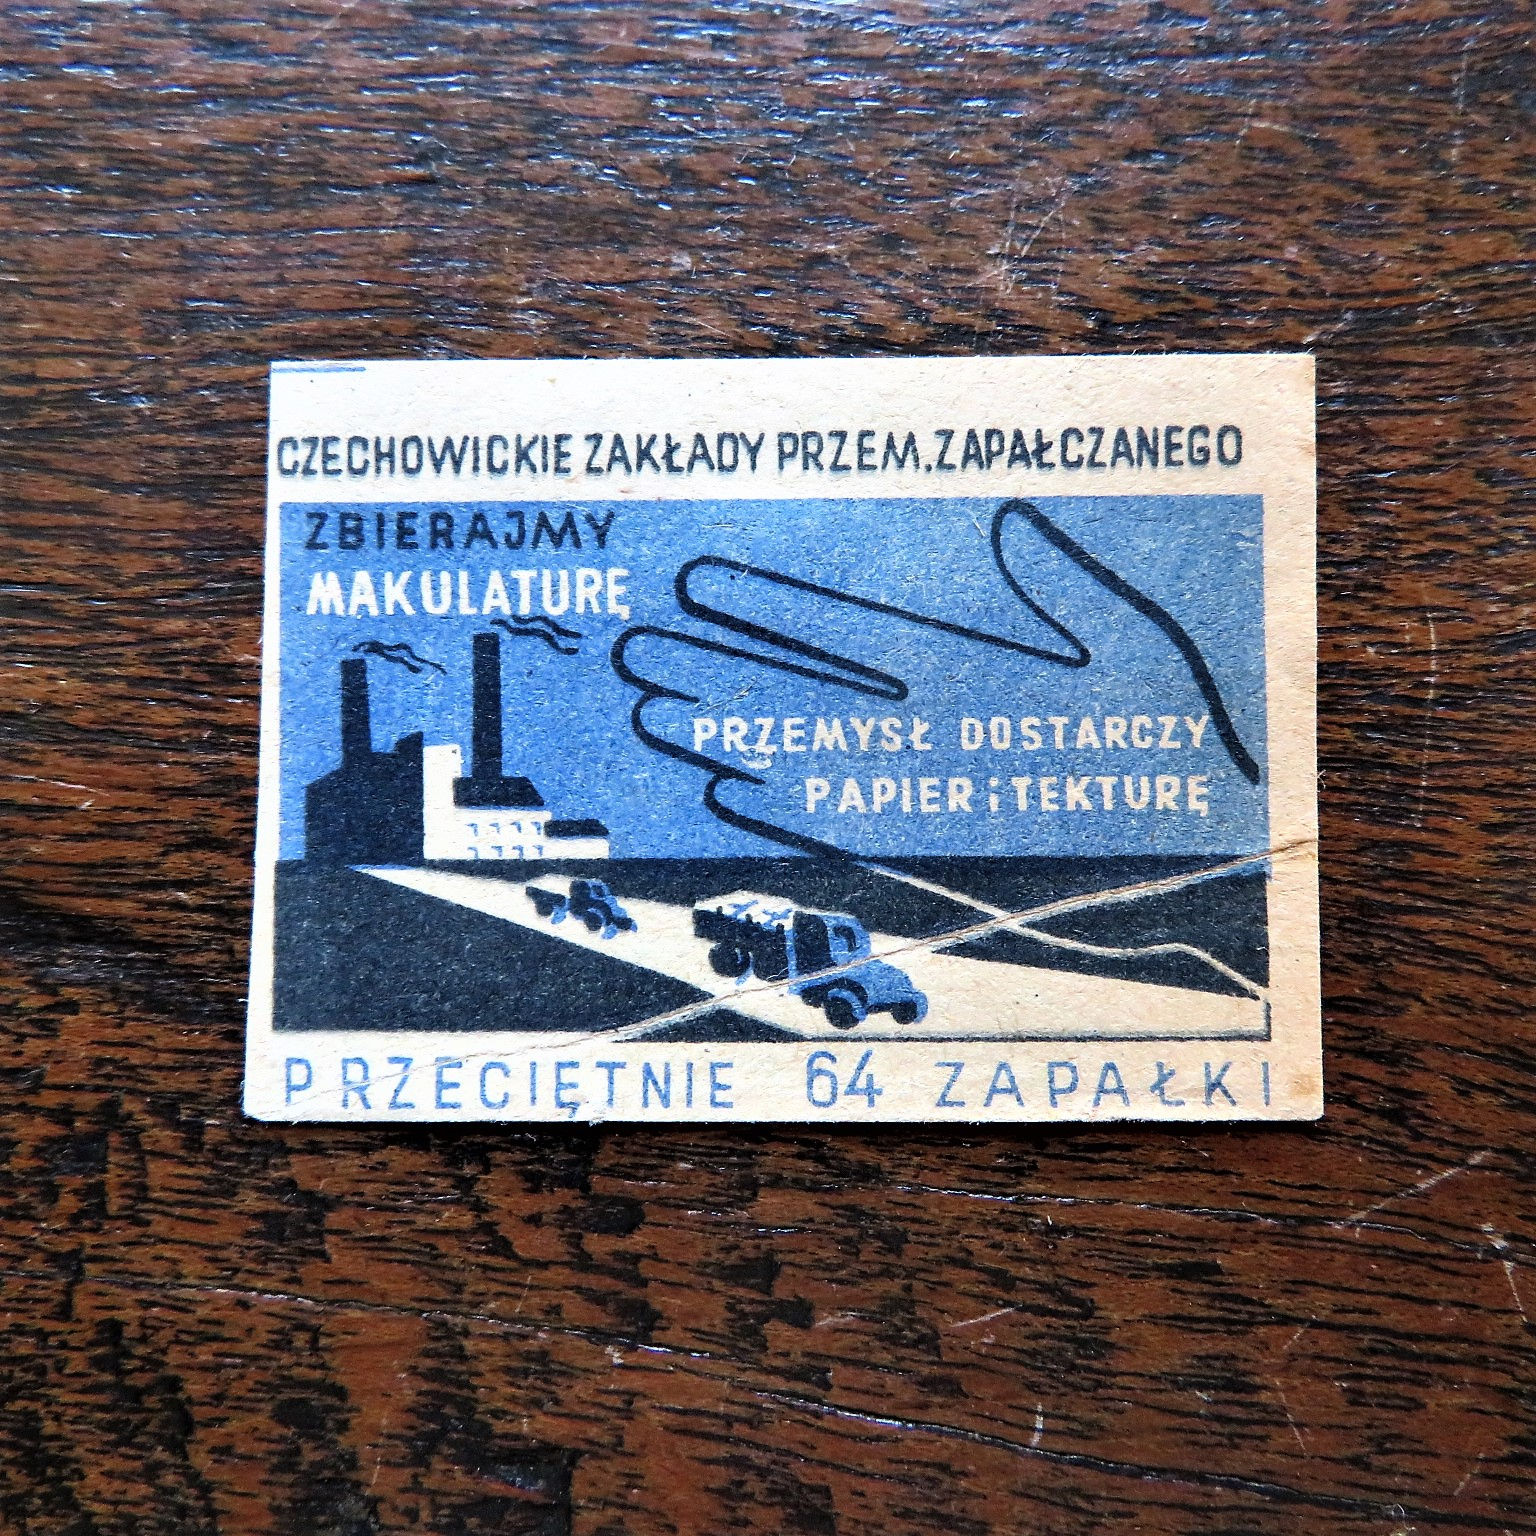 CZECHOWICKIE ZAKŁADY PRZEM. ZAPAŁCZANEGO
ZBIERAJMY
MAKULATURĘ
PRZEMYSŁ DOSTARCZY
PAPIER i TEKTURĘ
PRZECIĘTNIE 64 ZAPAŁKI